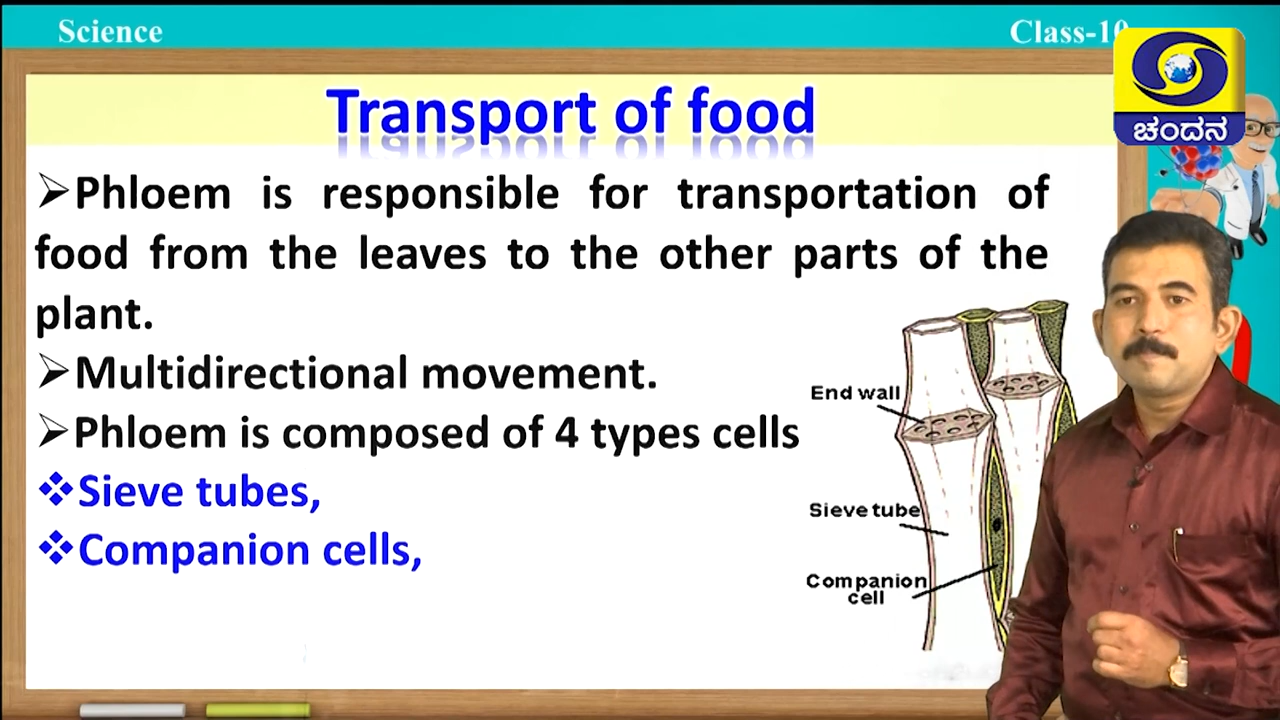 Science
Class-10
ಚಂದನ
Transport of food
➢Phloem is responsible for transportation of
food from the leaves to the other parts of the
plant.
➢Multidirectional movement.
➢Phloem is composed of 4 types cells
❖Sieve tubes,
❖Companion cells,
End wall
Sieve tube
Companion
cell